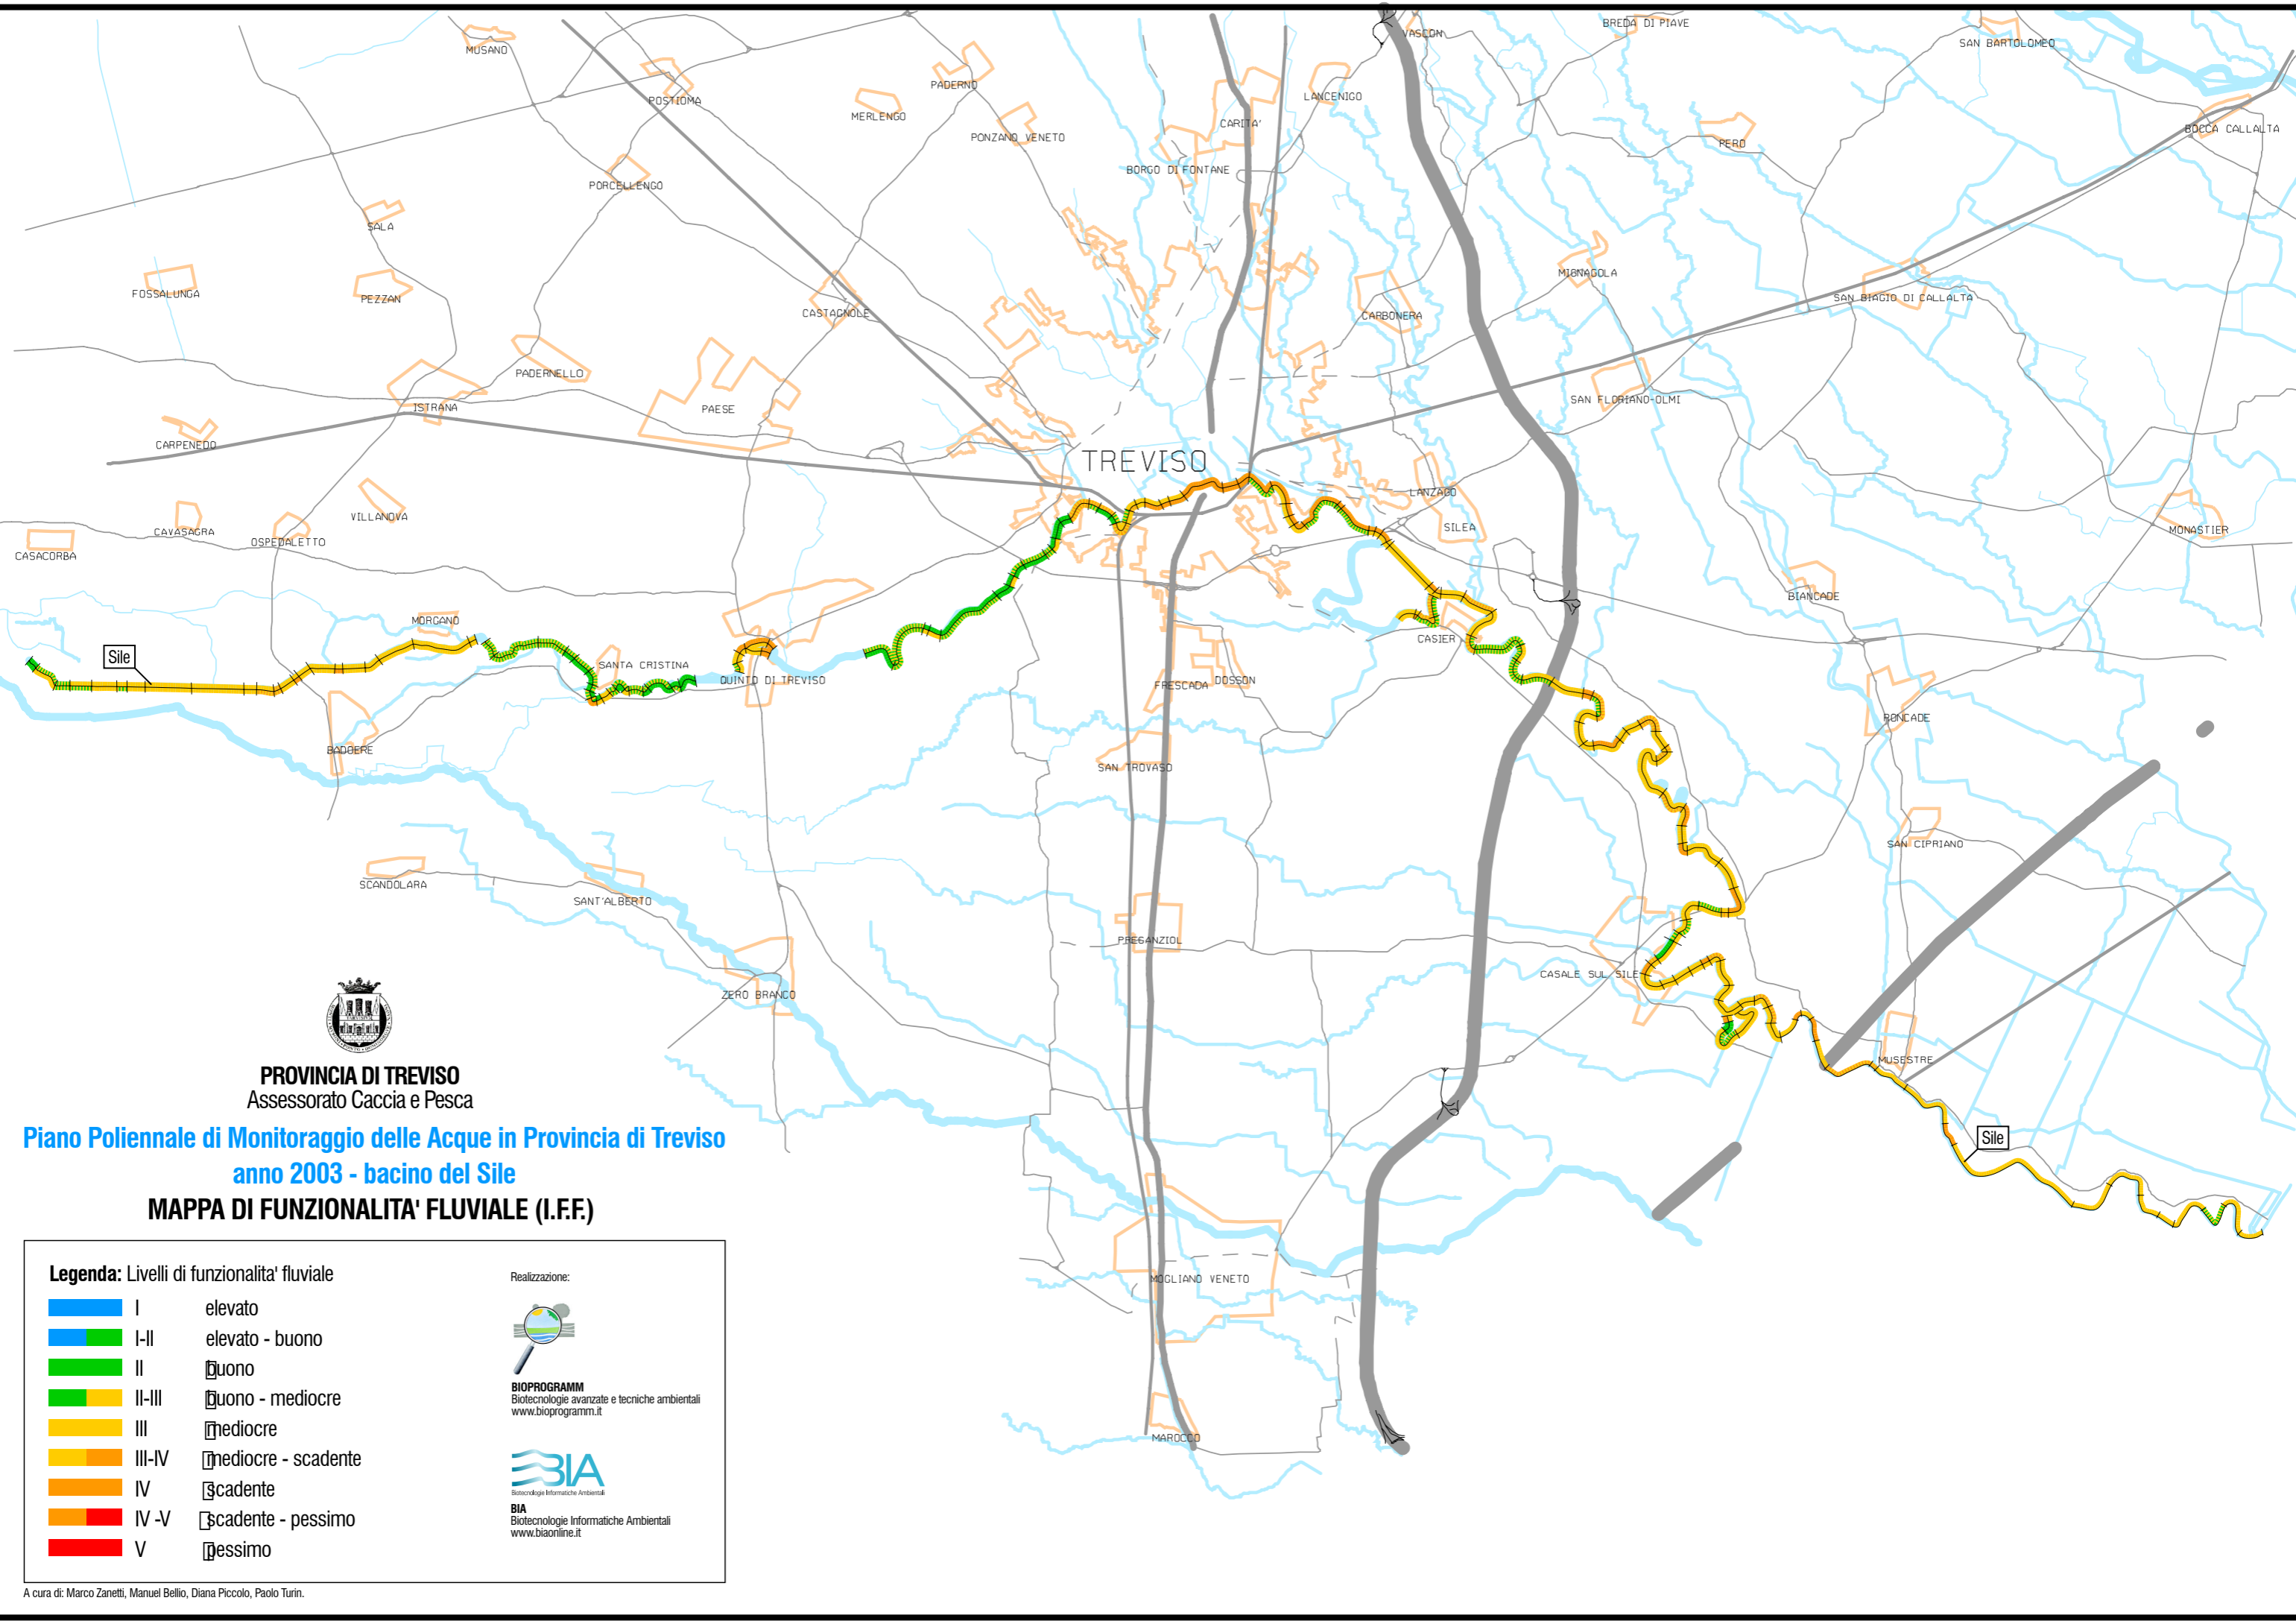 MUSANO
VASCON
BREDA DI PIAVE
SAN BARTOLOMEO
POSTIOMA
PADERNO
MERLENGO
LANCENIGO
CARITA'
PONZANO VENETO
BOCCA CALLALTA
PERO
BORGO DI FONTANE
PORCELLENGO
SALA
FOSSALUNGA
PEZZAN
CASTAGNOLE
CARBONERA
MIGNAGOLA
SAN BIAGIO DI CALLALTA
PADERNELLO
ISTRANA
PAESE
SAN FLORIANO-OLMI
CARPENEDO
TREVISO
LANZAGO
VILLANOVA
CAVASAGRA
OSPEDALETTO
CASACORBA
SILEA
MONASTIER
BIANCADE
MORGANO
CASIER
Sile
SANTA CRISTINA
QUINTO DI TREVISO
FRESCADA
DOSSON
RONCADE
BADOERE
SAN TROVASO
SAN CIPRIANO
SCANDOLARA
SANT'ALBERTO
PREGANZIOL
CASALE SUL SILE
ZERO BRANCO
MUSESTRE
Sile
MOGLIANO VENETO
MAROCCO
PROVINCIA DI TREVISO
Assessorato Caccia e Pesca
Piano Poliennale di Monitoraggio delle Acque in Provincia di Treviso
anno 2003 - bacino del Sile
MAPPA DI FUNZIONALITA' FLUVIALE (I.F.F.)
Legenda: Livelli di funzionalita' fluviale
I elevato
I-II elevato - buono
II buono
II-III buono - mediocre
III mediocre
III-IV mediocre - scadente
IV scadente
IV -V scadente - pessimo
V pessimo
Realizzazione:
BIOPROGRAMM
Biotecnologie avanzate e tecniche ambientali
www.bioprogramm.it
BIA
Biotecnologie Informatiche Ambientali
BIA
Biotecnologie Informatiche Ambientali
www.biaonline.it
A cura di: Marco Zanetti, Manuel Bellio, Diana Piccolo, Paolo Turin.